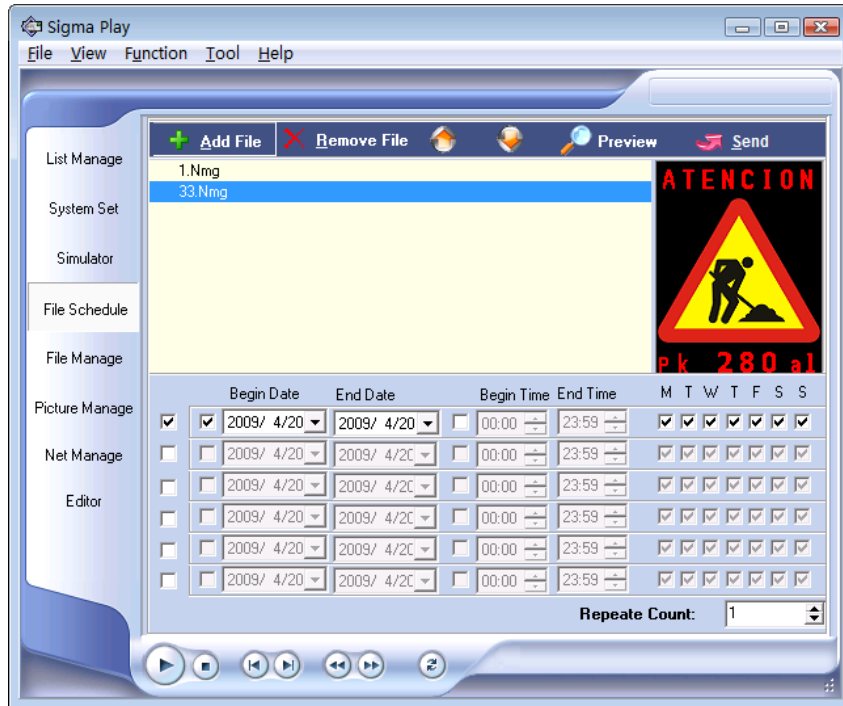 Sigma Play
File View Function Tool Help
Add File Remove File Preview Send
List Manage
System Set
Simulator
File Schedule
File Manage
Picture Manage
Net Manage
Editor
1.Nmg
33.Nmg
ATENCION
Pk 280 al
Begin Date End Date Begin Time End Time M T W T F S S
2009/ 4/20 2009/ 4/20 00:00 23:59
2009/ 4/20 2009/ 4/20 00:00 23:59
2009/ 4/20 2009/ 4/20 00:00 23:59
2009/ 4/20 2009/ 4/20 00:00 23:59
2009/ 4/20 2009/ 4/20 00:00 23:59
2009/ 4/20 2009/ 4/20 00:00 23:59
Repeate Count: 1